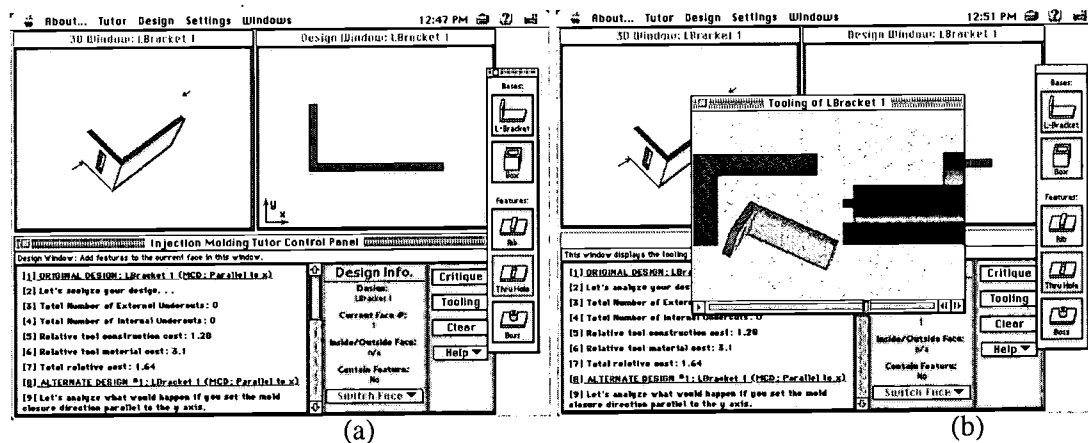 About... Tutor Design Settings Windows 12:47 PM
3D Window: LBracket 1
Design Window: LBracket 1
Bases:
L-Bracket
Box
Features:
Rib
Thru Hole
Boss
y
x
Injection Molding Tutor Control Panel
Design Window: Add features to the current face in this window.
[1] ORIGINAL DESIGN: LBracket 1 (MCD: Parallel to x)
[2] Let's analyze your design...
[3] Total Number of External Undercuts: 0
[4] Total Number of Internal Undercuts: 0
[5] Relative tool construction cost: 1.28
[6] Relative tool material cost: 3.1
[7] Total relative cost: 1.64
[8] ALTERNATE DESIGN #1: LBracket 1 (MCD: Parallel to x)
[9] Let's analyze what would happen if you set the mold
closure direction parallel to the y axis.
Design Info.
Design:
LBracket 1
Current Face #:
1
Inside/Outside Face:
n/a
Contain Feature:
No
Switch Face
Critique
Tooling
Clear
Help
(a)
About... Tutor Design Settings Windows 12:51 PM
3D Window: LBracket 1
Design Window: LBracket 1
Tooling of LBracket 1
Bases:
L-Bracket
Box
Features:
Rib
Thru Hole
Boss
This window displays the tooling
[1] ORIGINAL DESIGN: LBra
[2] Let's analyze your des
[3] Total Number of Extern
[4] Total Number of Intern
[5] Relative tool construction cost: 1.28
[6] Relative tool material cost: 3.1
[7] Total relative cost: 1.64
[8] ALTERNATE DESIGN #1: LBracket 1 (MCD: Parallel to x)
[9] Let's analyze what would happen if you set the mold
closure direction parallel to the y axis.
1
Inside/Outside Face:
n/a
Contain Feature:
No
Switch Face
Critique
Tooling
Clear
Help
(b)